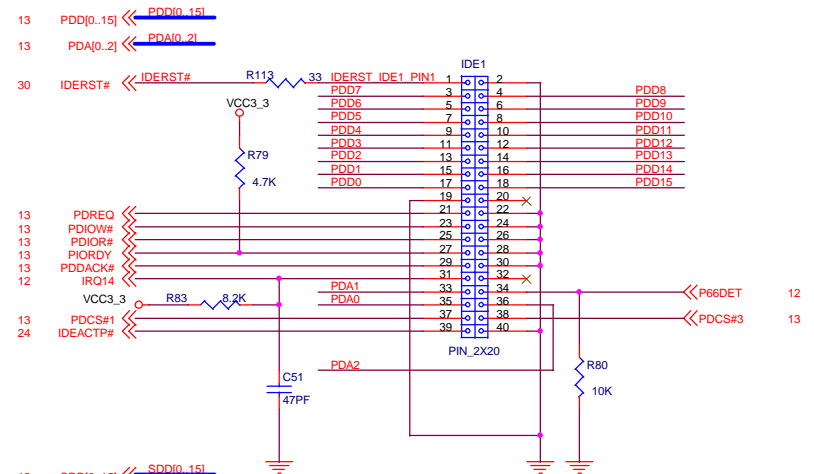 13 PDD[0..15] PDD[0..15]
13 PDA[0..2] PDA[0..2]
IDE1
30 IDERST# IDERST# R113 33 IDERST_IDE1_PIN1 1 2
PDD7 3 4 PDD8
VCC3_3 PDD6 5 6 PDD9
PDD5 7 8 PDD10
PDD4 9 10 PDD11
PDD3 11 12 PDD12
R79 PDD2 13 14 PDD13
PDD1 15 16 PDD14
4.7K PDD0 17 18 PDD15
19 20
13 PDREQ 21 22
13 PDIOW# 23 24
13 PDIOR# 25 26
13 PIORDY 27 28
13 PDDACK# 29 30
12 IRQ14 31 32
PDA1 33 34 P66DET 12
VCC3_3 R83 8.2K PDA0 35 36
13 PDCS#1 37 38 PDCS#3 13
24 IDEACTP# 39 40
PIN_2X20
PDA2 R80
C51
10K
47PF
SDD[0..15]